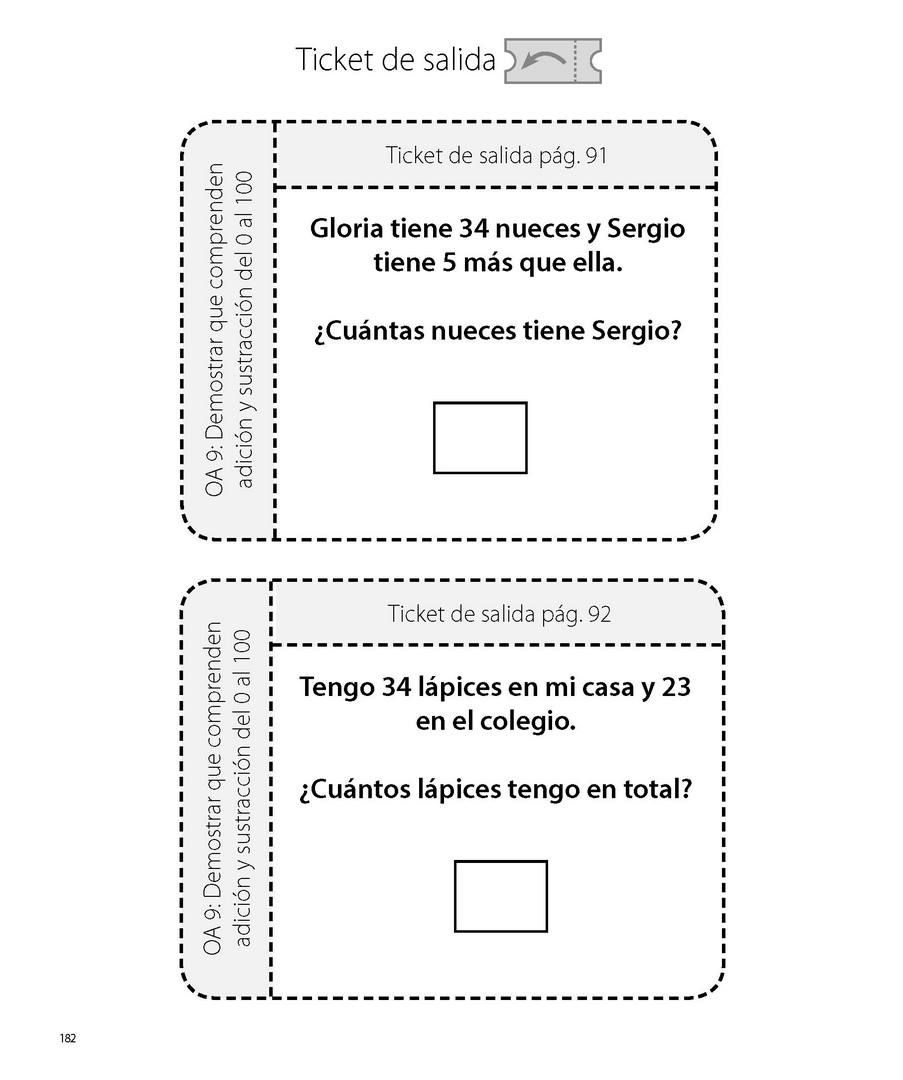 Ticket de salida
OA 9: Demostrar que comprenden
adición y sustracción del 0 al 100
Ticket de salida pág. 91
Gloria tiene 34 nueces y Sergio
tiene 5 más que ella.
¿Cuántas nueces tiene Sergio?
OA 9: Demostrar que comprenden
adición y sustracción del 0 al 100
Ticket de salida pág. 92
Tengo 34 lápices en mi casa y 23
en el colegio.
¿Cuántos lápices tengo en total?
182